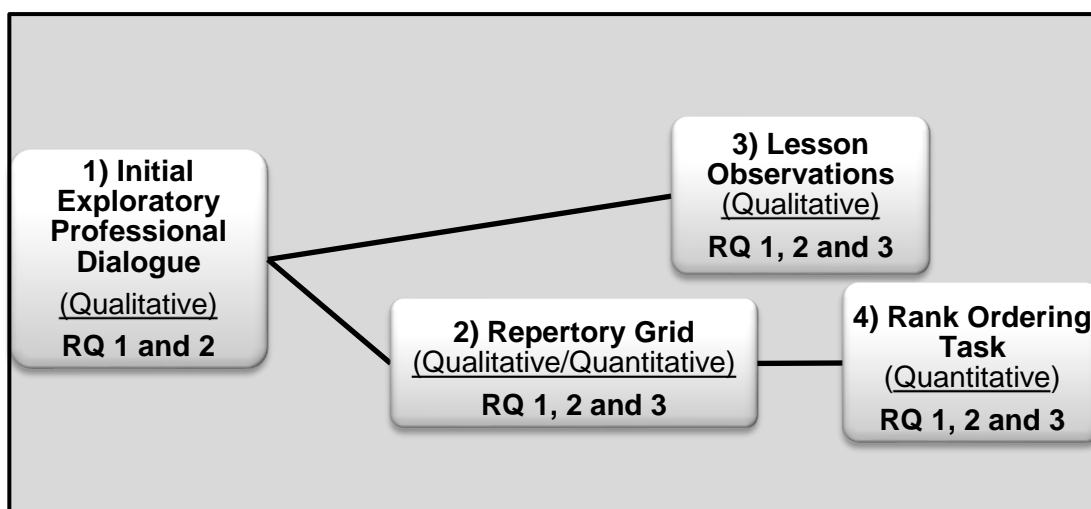 1) Initial
Exploratory
Professional
Dialogue
(Qualitative)
RQ 1 and 2
3) Lesson
Observations
(Qualitative)
RQ 1, 2 and 3
2) Repertory Grid
(Qualitative/Quantitative)
RQ 1, 2 and 3
4) Rank Ordering
Task
(Quantitative)
RQ 1, 2 and 3